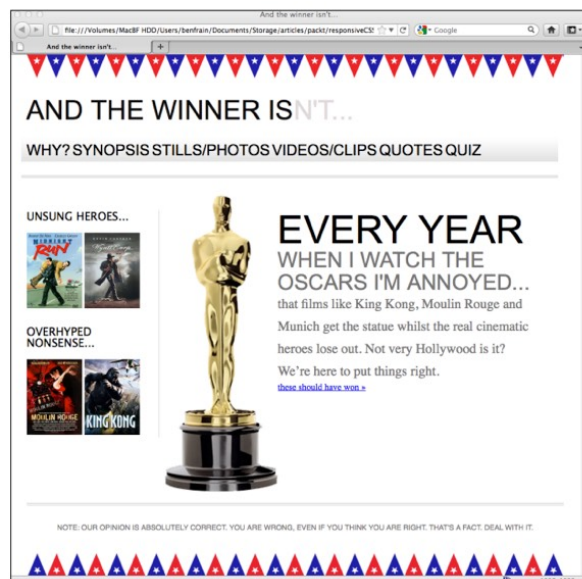 And the winner isn't...
file:///Volumes/MacBF HDD/Users/benfrain/Documents/Storage/articles/packt/responsiveCSS
Google
And the winner isn't...
AND THE WINNER ISN'T...
WHY? SYNOPSIS STILLS/PHOTOS VIDEOS/CLIPS QUOTES QUIZ
UNSUNG HEROES...
MIDNIGHT RUN
OVERHYPED
NONSENSE...
MOULIN ROUGE
KING KONG
EVERY YEAR
WHEN I WATCH THE
OSCARS I'M ANNOYED...
that films like King Kong, Moulin Rouge and
Munich get the statue whilst the real cinematic
heroes lose out. Not very Hollywood is it?
We're here to put things right.
these should have won »
NOTE: OUR OPINION IS ABSOLUTELY CORRECT. YOU ARE WRONG, EVEN IF YOU THINK YOU ARE RIGHT. THAT'S A FACT. DEAL WITH IT.